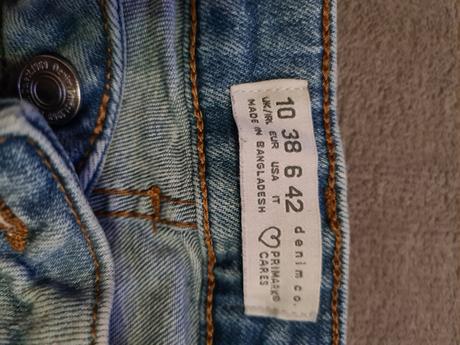 10 38 6 42
UK/IRL EUR USA IT
MADE IN BANGLADESH
denim co.
PRIMARK®
CARES